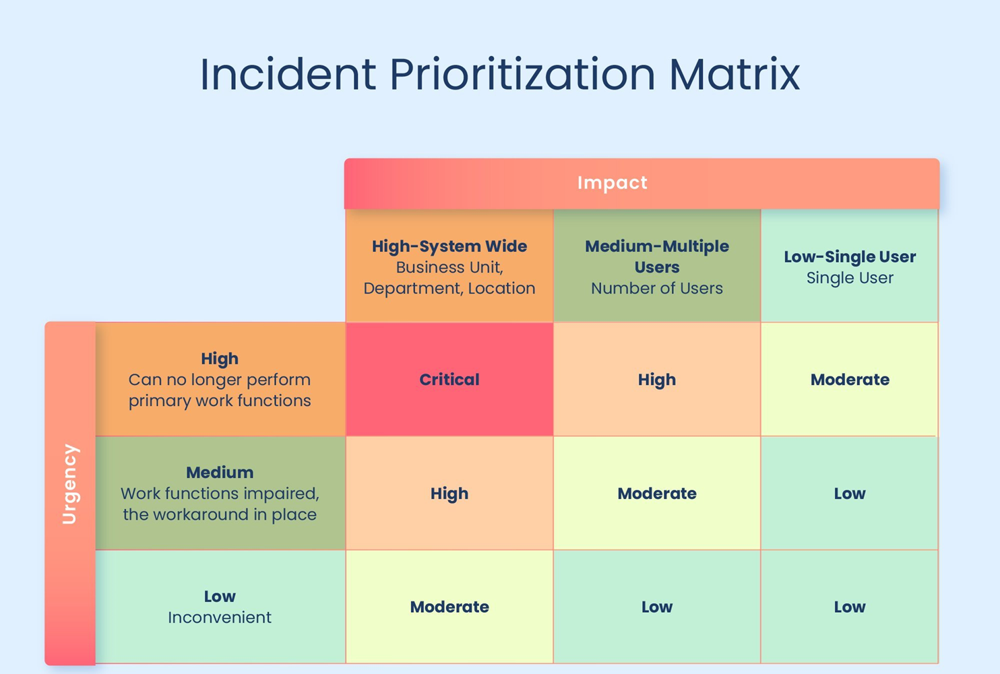 Incident Prioritization Matrix
Impact
High-System Wide
Business Unit,
Department, Location
Medium-Multiple
Users
Number of Users
Low-Single User
Single User
Urgency
High
Can no longer perform
primary work functions
Critical
High
Moderate
Medium
Work functions impaired,
the workaround in place
High
Moderate
Low
Low
Inconvenient
Moderate
Low
Low